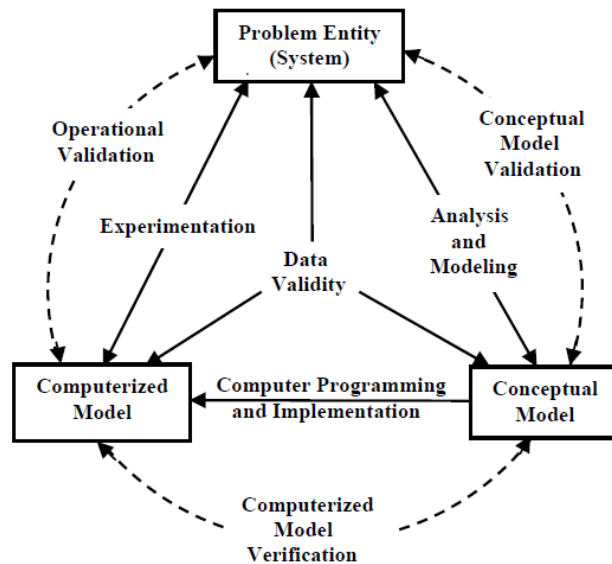 Problem Entity
(System)
Operational
Validation
Conceptual
Model
Validation
Experimentation
Analysis
and
Modeling
Data
Validity
Computerized
Model
Computer Programming
and Implementation
Conceptual
Model
Computerized
Model
Verification